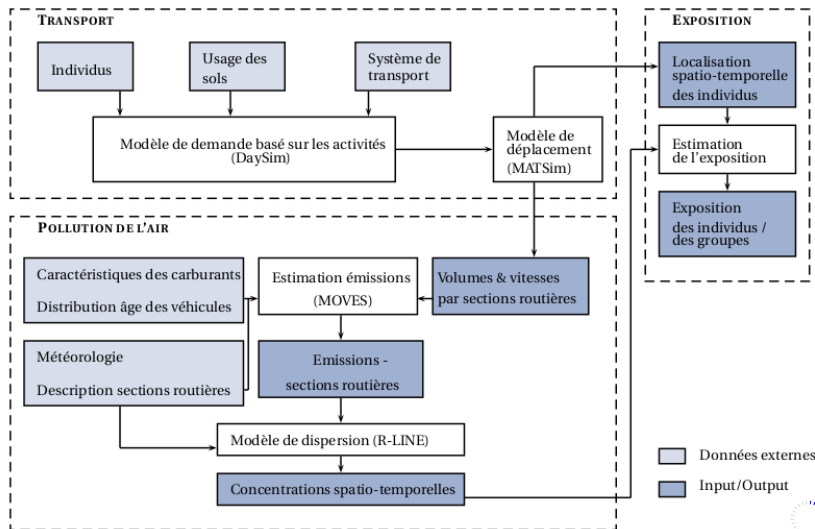 TRANSPORT
Individus
Usage des
sols
Système de
transport
Modèle de demande basé sur les activités
(DaySim)
Modèle de
déplacement
(MATSim)
EXPOSITION
Localisation
spatio-temporelle
des individus
Estimation
de l'exposition
Exposition
des individus /
des groupes
POLLUTION DE L'AIR
Caractéristiques des carburants
Distribution âge des véhicules
Estimation émissions
(MOVES)
Volumes & vitesses
par sections routières
Météorologie
Description sections routières
Emissions -
sections routières
Modèle de dispersion (R-LINE)
Concentrations spatio-temporelles
Données externes
Input/Output